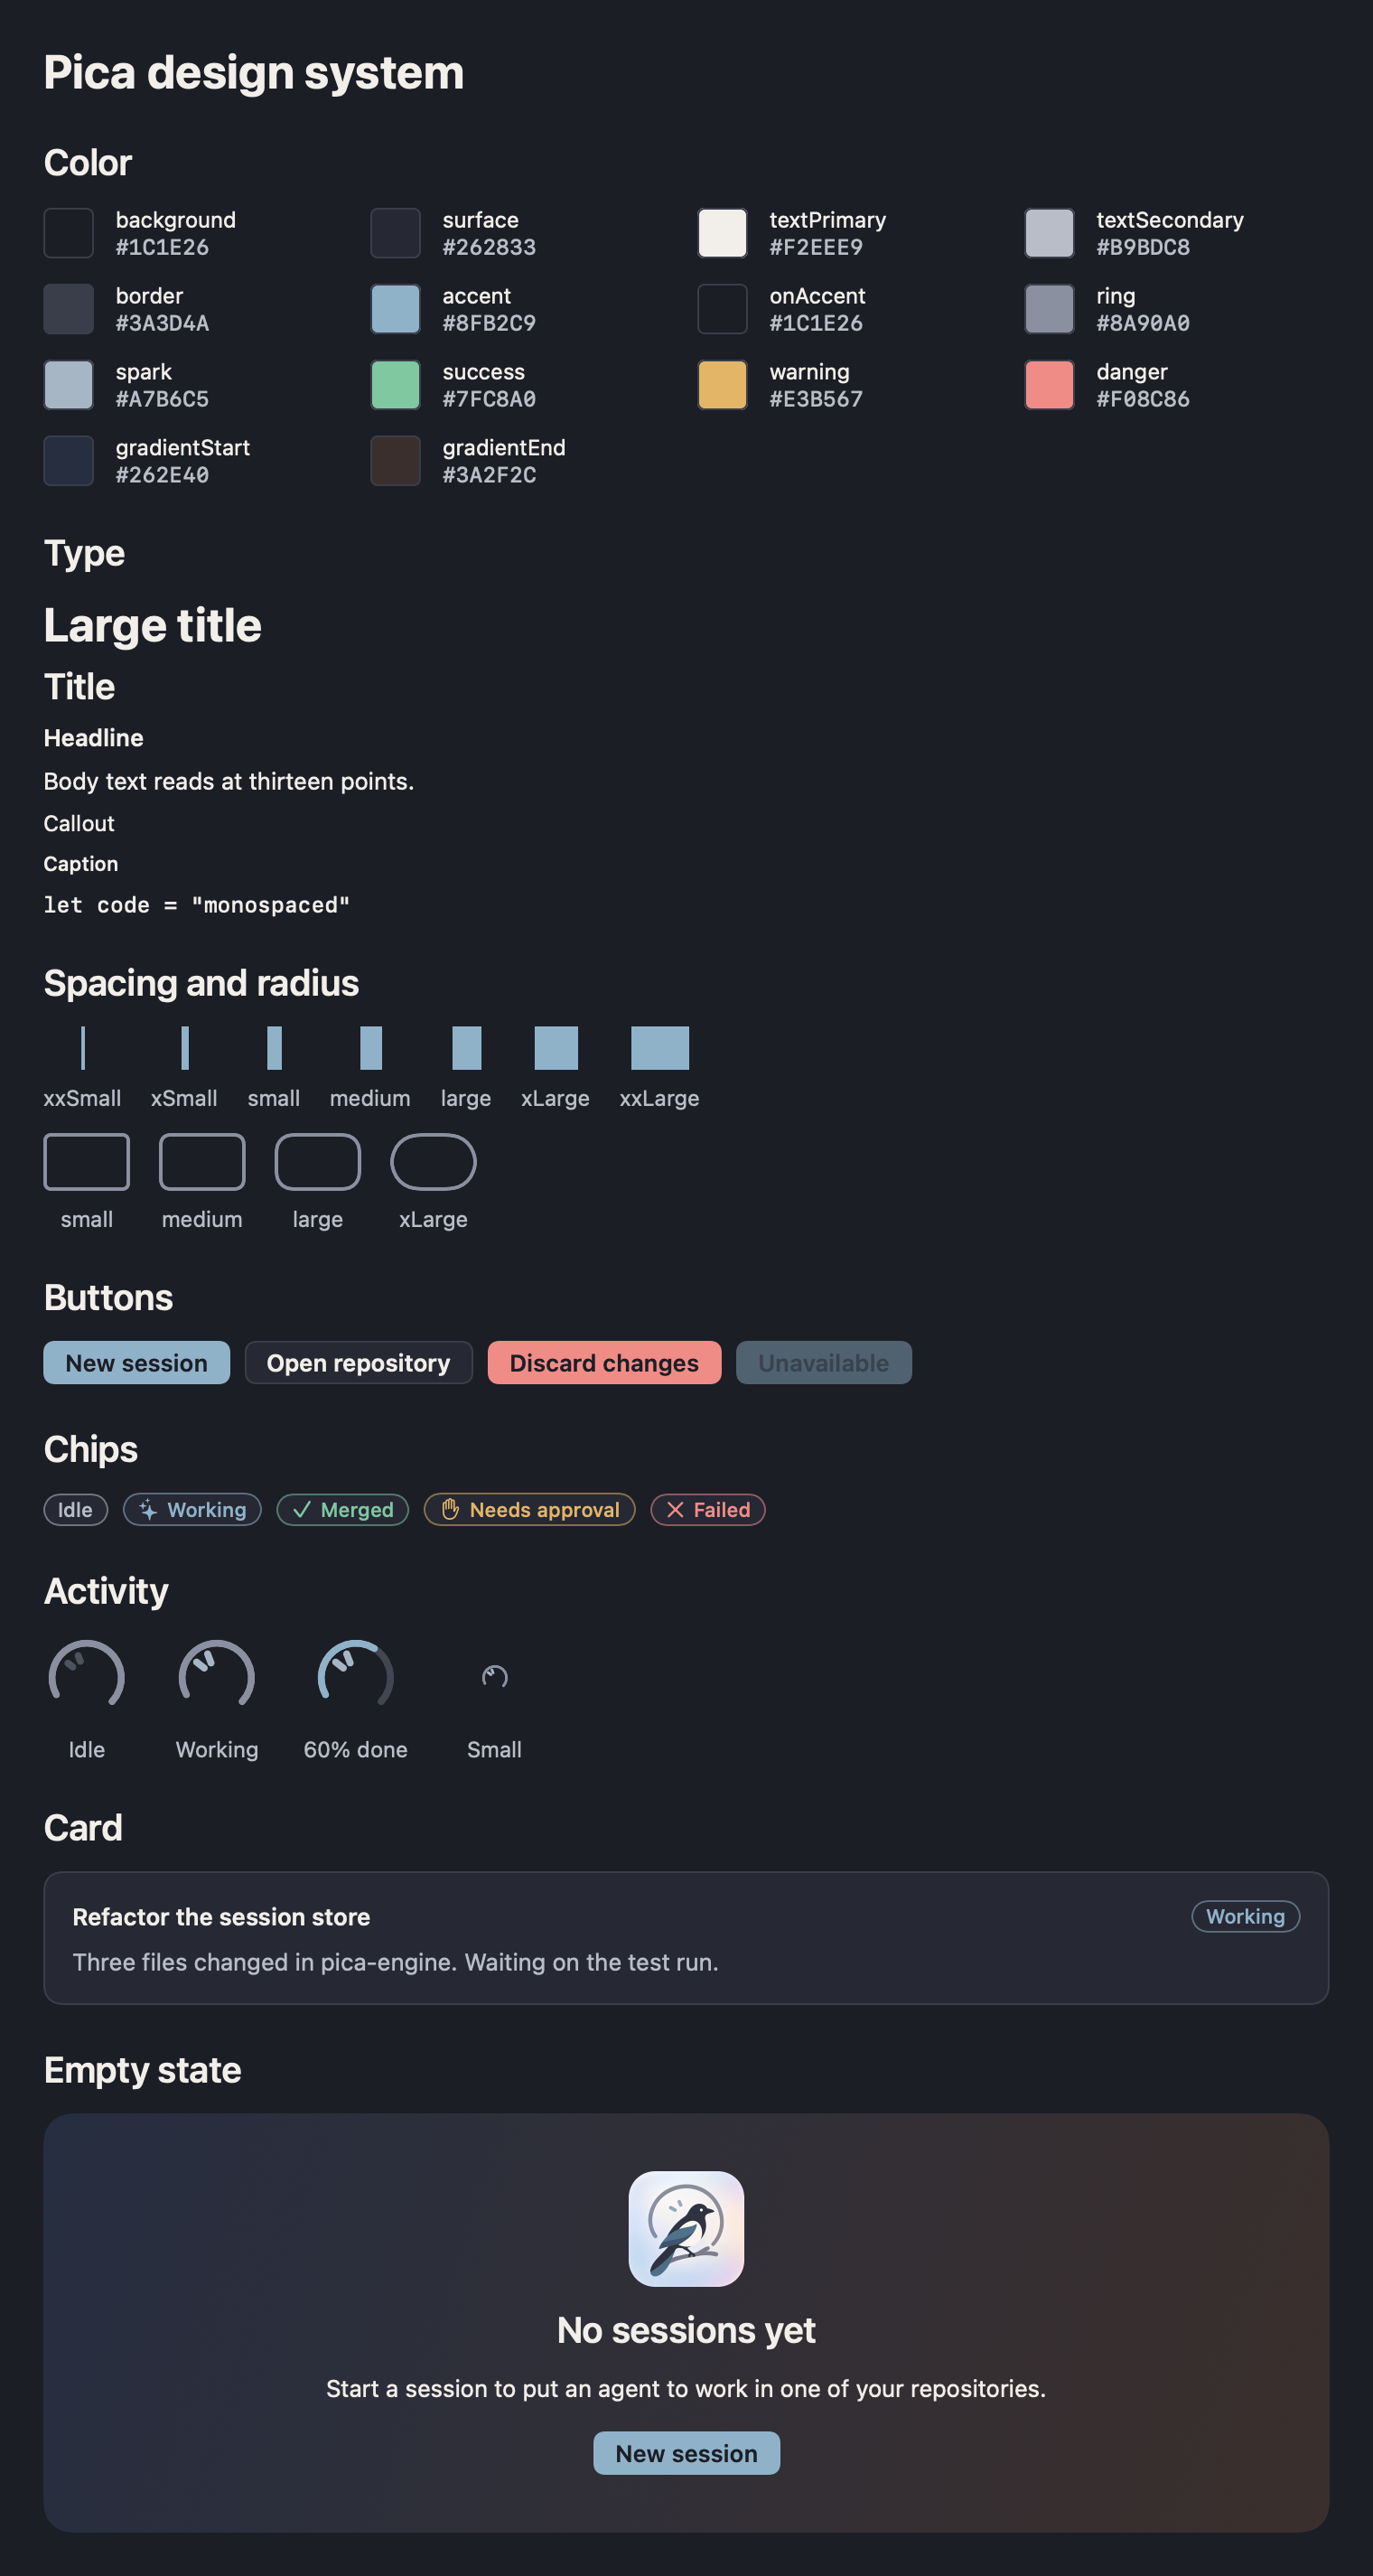 Pica design system
Color
background
#1C1E26
surface
#262833
textPrimary
#F2EEE9
textSecondary
#B9BDC8
border
#3A3D4A
accent
#8FB2C9
onAccent
#1C1E26
ring
#8A90A0
spark
#A7B6C5
success
#7FC8A0
warning
#E3B567
danger
#F08C86
gradientStart
#262E40
gradientEnd
#3A2F2C
Type
Large title
Title
Headline
Body text reads at thirteen points.
Callout
Caption
let code = "monospaced"
Spacing and radius
xxSmall xSmall small medium large xLarge xxLarge
small medium large xLarge
Buttons
New session Open repository Discard changes Unavailable
Chips
Idle Working Merged Needs approval Failed
Activity
Idle Working 60% done Small
Card
Refactor the session store Working
Three files changed in pica-engine. Waiting on the test run.
Empty state
No sessions yet
Start a session to put an agent to work in one of your repositories.
New session